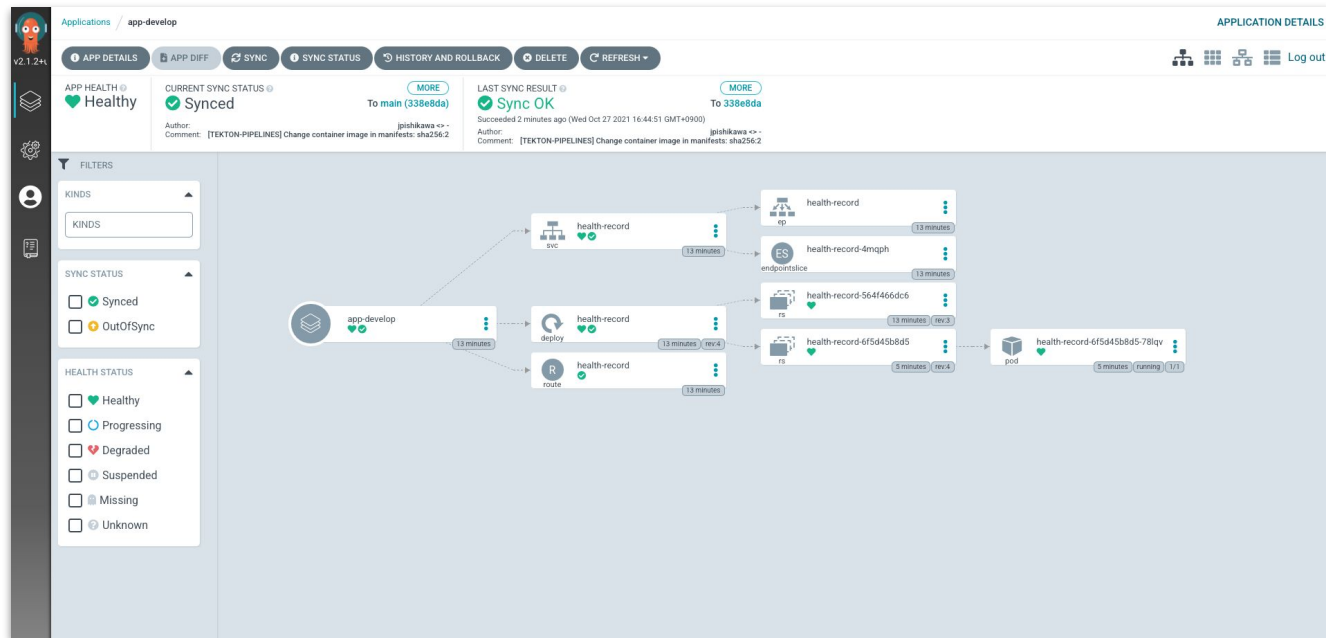 Applications / app-develop
APPLICATION DETAILS
v2.1.2+
APP DETAILS
APP DIFF
SYNC
SYNC STATUS
HISTORY AND ROLLBACK
DELETE
REFRESH
Log out
APP HEALTH
Healthy
CURRENT SYNC STATUS
MORE
Synced
To main (338e8da)
Author: jpishikawa <> -
Comment: [TEKTON-PIPELINES] Change container image in manifests: sha256:2
LAST SYNC RESULT
MORE
Sync OK
To 338e8da
Succeeded 2 minutes ago (Wed Oct 27 2021 16:44:51 GMT+0900)
Author: jpishikawa <> -
Comment: [TEKTON-PIPELINES] Change container image in manifests: sha256:2
FILTERS
KINDS
KINDS
SYNC STATUS
Synced
OutOfSync
HEALTH STATUS
Healthy
Progressing
Degraded
Suspended
Missing
Unknown
app-develop
13 minutes
health-record
svc
13 minutes
health-record
deploy
13 minutes
rev:4
R
health-record
route
13 minutes
health-record
ep
13 minutes
ES
health-record-4mqph
endpointslice
13 minutes
health-record-564f466dc6
rs
13 minutes
rev:3
health-record-6f5d45b8d5
rs
5 minutes
rev:4
health-record-6f5d45b8d5-78lqv
pod
5 minutes
running
1/1